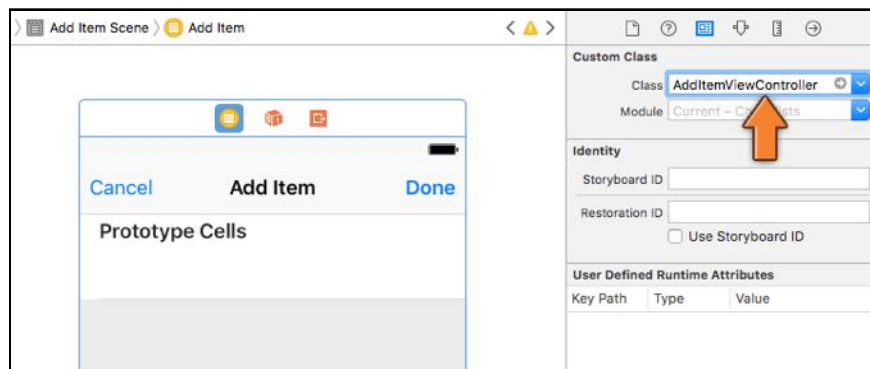 Add Item Scene Add Item
Custom Class
Class AddItemViewController
Module Current –
Identity
Cancel Add Item Done
Storyboard ID
Prototype Cells
Restoration ID
Use Storyboard ID
User Defined Runtime Attributes
Key Path Type Value